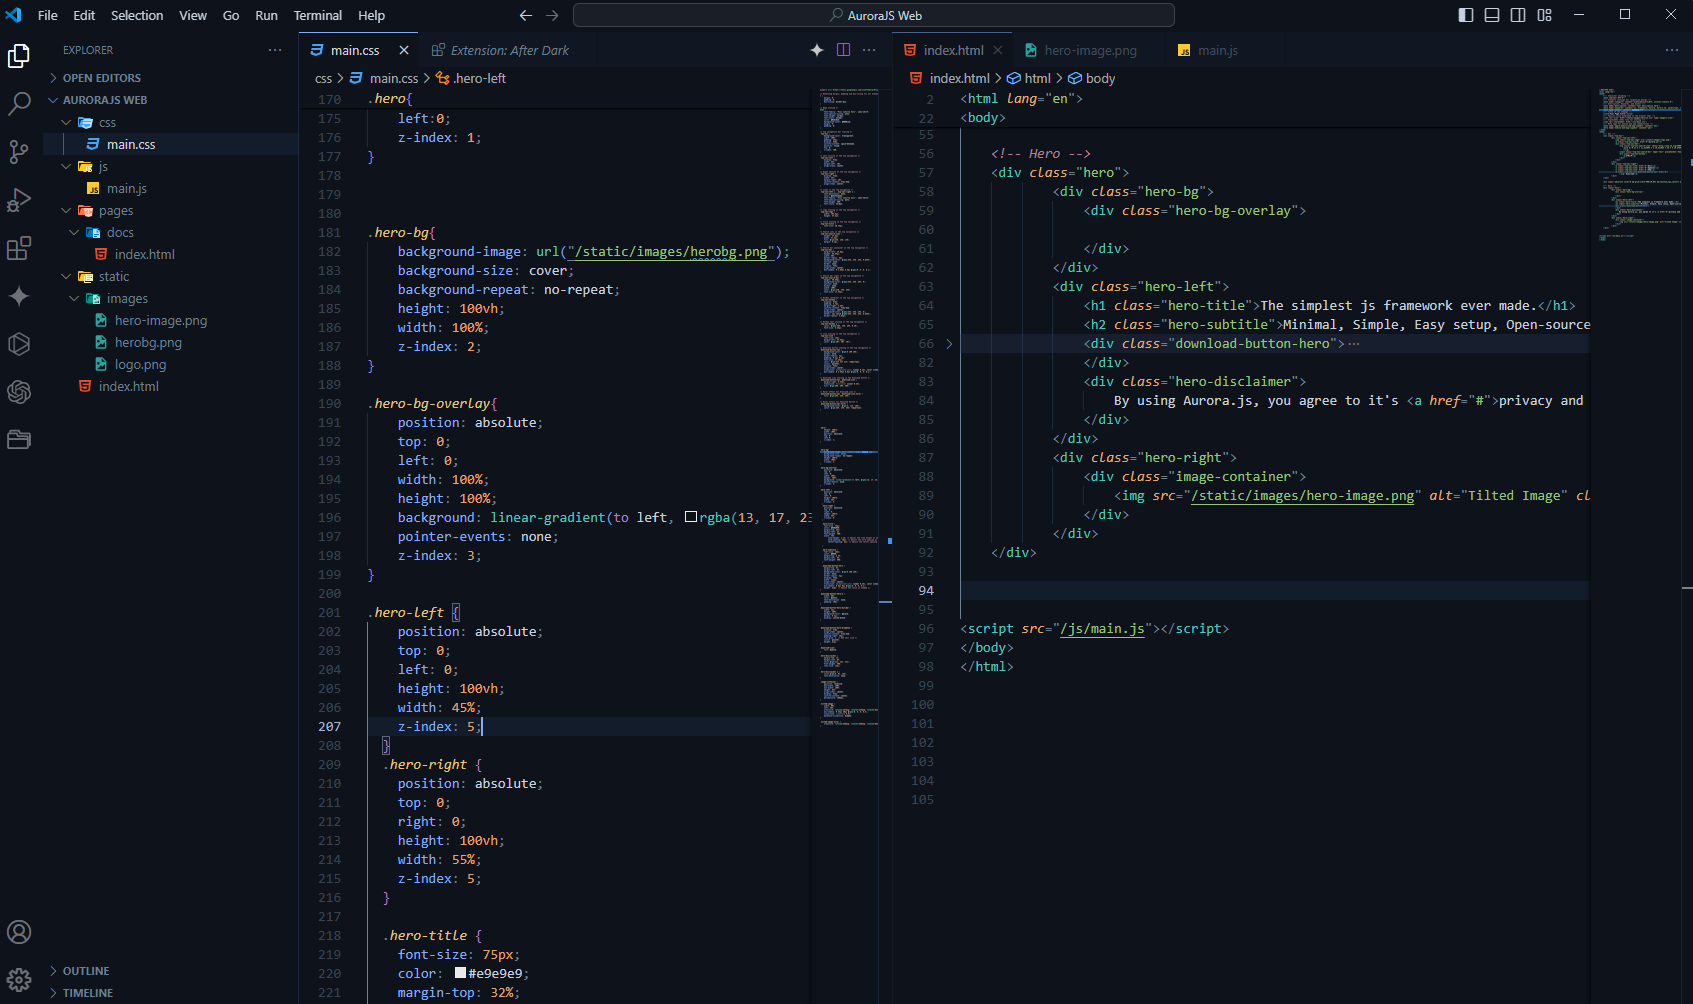 File Edit Selection View Go Run Terminal Help
AuroraJS Web
EXPLORER
OPEN EDITORS
AURORAJS WEB
css
main.css
js
main.js
pages
docs
index.html
static
images
hero-image.png
herobg.png
logo.png
index.html
OUTLINE
TIMELINE
main.css
Extension: After Dark
css > main.css > .hero-left
170 .hero{
175 left:0;
176 z-index: 1;
177 }
178
179
180
181 .hero-bg{
182 background-image: url("/static/images/herobg.png");
183 background-size: cover;
184 background-repeat: no-repeat;
185 height: 100vh;
186 width: 100%;
187 z-index: 2;
188 }
189
190 .hero-bg-overlay{
191 position: absolute;
192 top: 0;
193 left: 0;
194 width: 100%;
195 height: 100%;
196 background: linear-gradient(to left, rgba(13, 17, 23
197 pointer-events: none;
198 z-index: 3;
199 }
200
201 .hero-left {
202 position: absolute;
203 top: 0;
204 left: 0;
205 height: 100vh;
206 width: 45%;
207 z-index: 5;
208 }
209 .hero-right {
210 position: absolute;
211 top: 0;
212 right: 0;
213 height: 100vh;
214 width: 55%;
215 z-index: 5;
216 }
217
218 .hero-title {
219 font-size: 75px;
220 color: #e9e9e9;
221 margin-top: 32%;
index.html
hero-image.png
main.js
index.html > html > body
2 <html lang="en">
22 <body>
55
56 <!-- Hero -->
57 <div class="hero">
58 <div class="hero-bg">
59 <div class="hero-bg-overlay">
60
61 </div>
62 </div>
63 <div class="hero-left">
64 <h1 class="hero-title">The simplest js framework ever made.</h1>
65 <h2 class="hero-subtitle">Minimal, Simple, Easy setup, Open-source
66 <div class="download-button-hero">···
82 </div>
83 <div class="hero-disclaimer">
84 By using Aurora.js, you agree to it's <a href="#">privacy and
85 </div>
86 </div>
87 <div class="hero-right">
88 <div class="image-container">
89 <img src="/static/images/hero-image.png" alt="Tilted Image" cl
90 </div>
91 </div>
92 </div>
93
94
95
96 <script src="/js/main.js"></script>
97 </body>
98 </html>
99
100
101
102
103
104
105